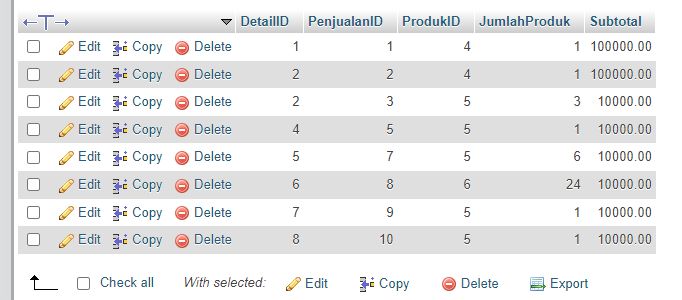 DetailID PenjualanID ProdukID JumlahProduk Subtotal
Edit Copy Delete 1 1 4 1 100000.00
Edit Copy Delete 2 2 4 1 100000.00
Edit Copy Delete 2 3 5 3 10000.00
Edit Copy Delete 4 5 5 1 10000.00
Edit Copy Delete 5 7 5 6 10000.00
Edit Copy Delete 6 8 6 24 10000.00
Edit Copy Delete 7 9 5 1 10000.00
Edit Copy Delete 8 10 5 1 10000.00
Check all With selected: Edit Copy Delete Export